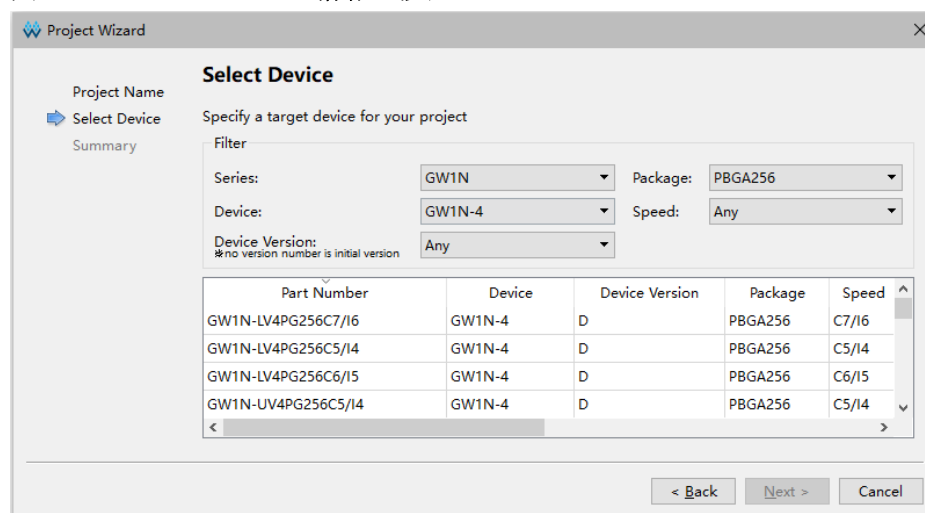 Project Wizard
Select Device
Project Name
Select Device
Specify a target device for your project
Summary
Filter
Series: GW1N Package: PBGA256
Device: GW1N-4 Speed: Any
Device Version: Any
※no version number is initial version
Part Number Device Device Version Package Speed
GW1N-LV4PG256C7/I6 GW1N-4 D PBGA256 C7/I6
GW1N-LV4PG256C5/I4 GW1N-4 D PBGA256 C5/I4
GW1N-LV4PG256C6/I5 GW1N-4 D PBGA256 C6/I5
GW1N-UV4PG256C5/I4 GW1N-4 D PBGA256 C5/I4
< Back Next > Cancel